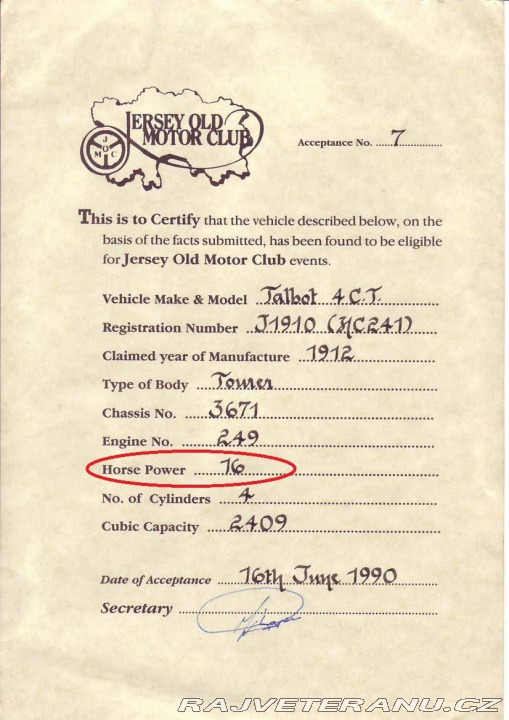 JERSEY OLD
MOTOR CLUB
J
O
M C
Acceptance No. 7
This is to Certify that the vehicle described below, on the
basis of the facts submitted, has been found to be eligible
for Jersey Old Motor Club events.
Vehicle Make & Model Talbot 4 C.T.
Registration Number J1910 (HC241)
Claimed year of Manufacture 1912
Type of Body Tourer
Chassis No. 3671
Engine No. 249
Horse Power 16
No. of Cylinders 4
Cubic Capacity 2409
Date of Acceptance 16th June 1990
Secretary
RAJVETERANU.CZ